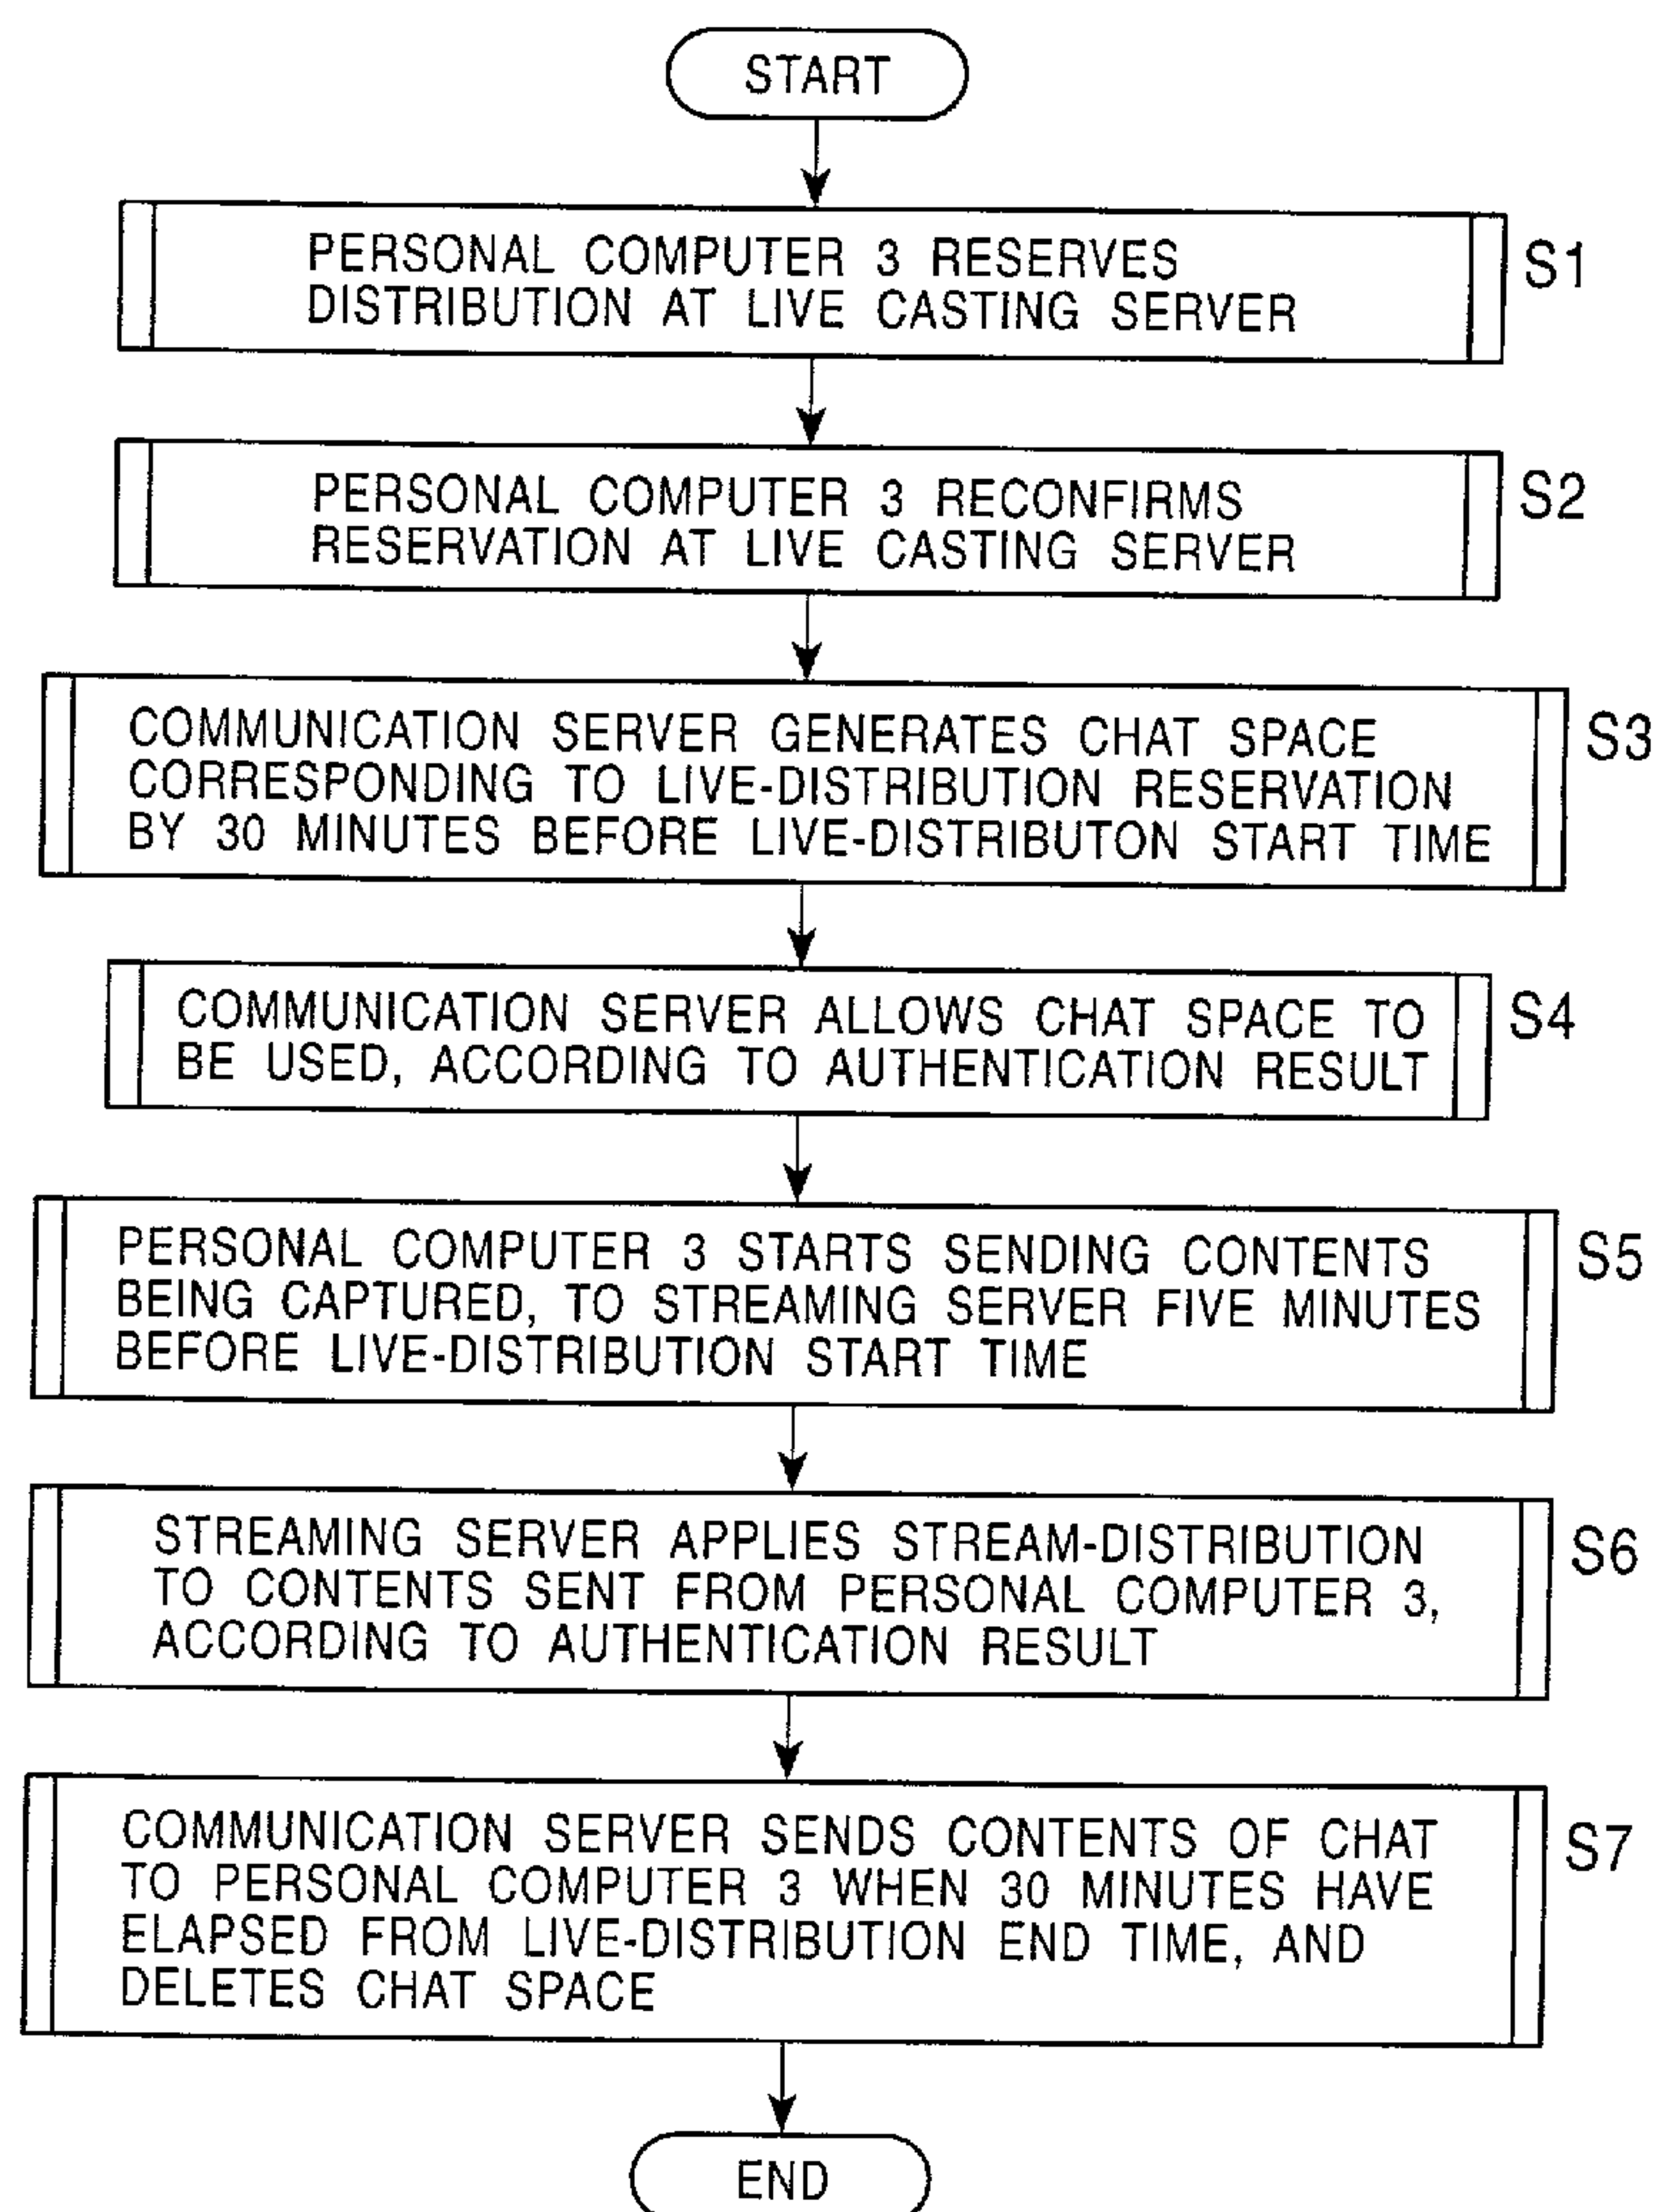 START
PERSONAL COMPUTER 3 RESERVES
DISTRIBUTION AT LIVE CASTING SERVER
S1
PERSONAL COMPUTER 3 RECONFIRMS
RESERVATION AT LIVE CASTING SERVER
S2
COMMUNICATION SERVER GENERATES CHAT SPACE
CORRESPONDING TO LIVE-DISTRIBUTION RESERVATION
BY 30 MINUTES BEFORE LIVE-DISTRIBUTON START TIME
S3
COMMUNICATION SERVER ALLOWS CHAT SPACE TO
BE USED, ACCORDING TO AUTHENTICATION RESULT
S4
PERSONAL COMPUTER 3 STARTS SENDING CONTENTS
BEING CAPTURED, TO STREAMING SERVER FIVE MINUTES
BEFORE LIVE-DISTRIBUTION START TIME
S5
STREAMING SERVER APPLIES STREAM-DISTRIBUTION
TO CONTENTS SENT FROM PERSONAL COMPUTER 3,
ACCORDING TO AUTHENTICATION RESULT
S6
COMMUNICATION SERVER SENDS CONTENTS OF CHAT
TO PERSONAL COMPUTER 3 WHEN 30 MINUTES HAVE
ELAPSED FROM LIVE-DISTRIBUTION END TIME, AND
DELETES CHAT SPACE
S7
END